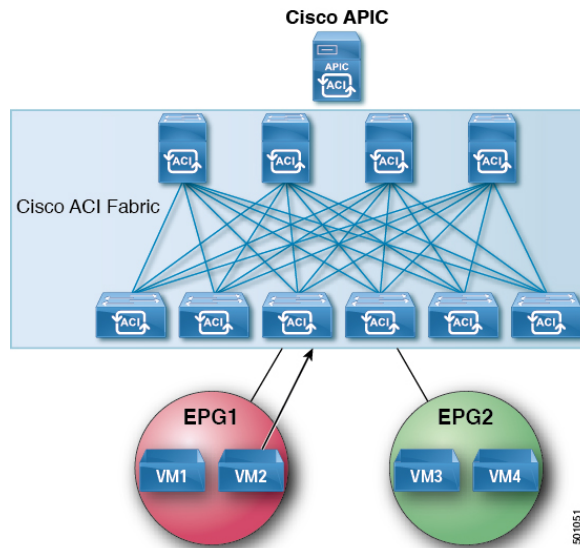 Cisco APIC
APIC
ACI
ACI
ACI
ACI
ACI
Cisco ACI Fabric
ACI
ACI
ACI
ACI
ACI
ACI
EPG1
EPG2
VM1
VM2
VM3
VM4
501051